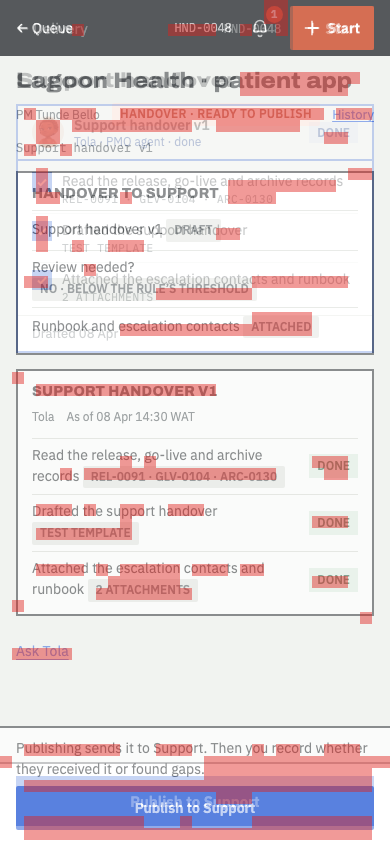 Queue
HND-0048
1
Start
Lagoon Health · patient app
PM Tunde Bello
HANDOVER · READY TO PUBLISH
History
Support handover v1
Tola · PMO agent · done
DONE
Support handover v1
Read the release, go-live and archive records
HANDOVER TO SUPPORT
REL-0091 · GLV-0104 · ARC-0130
Support handover v1 DRAFT
TEST TEMPLATE
Review needed?
Attached the escalation contacts and runbook
NO · BELOW THE RULE'S THRESHOLD
2 ATTACHMENTS
Runbook and escalation contacts ATTACHED
Drafted 08 Apr
SUPPORT HANDOVER V1
Tola As of 08 Apr 14:30 WAT
Read the release, go-live and archive
records REL-0091 · GLV-0104 · ARC-0130
DONE
Drafted the support handover
TEST TEMPLATE
DONE
Attached the escalation contacts and
runbook 2 ATTACHMENTS
DONE
Ask Tola
Publishing sends it to Support. Then you record whether
they received it or found gaps.
Publish to Support
Publish to Support